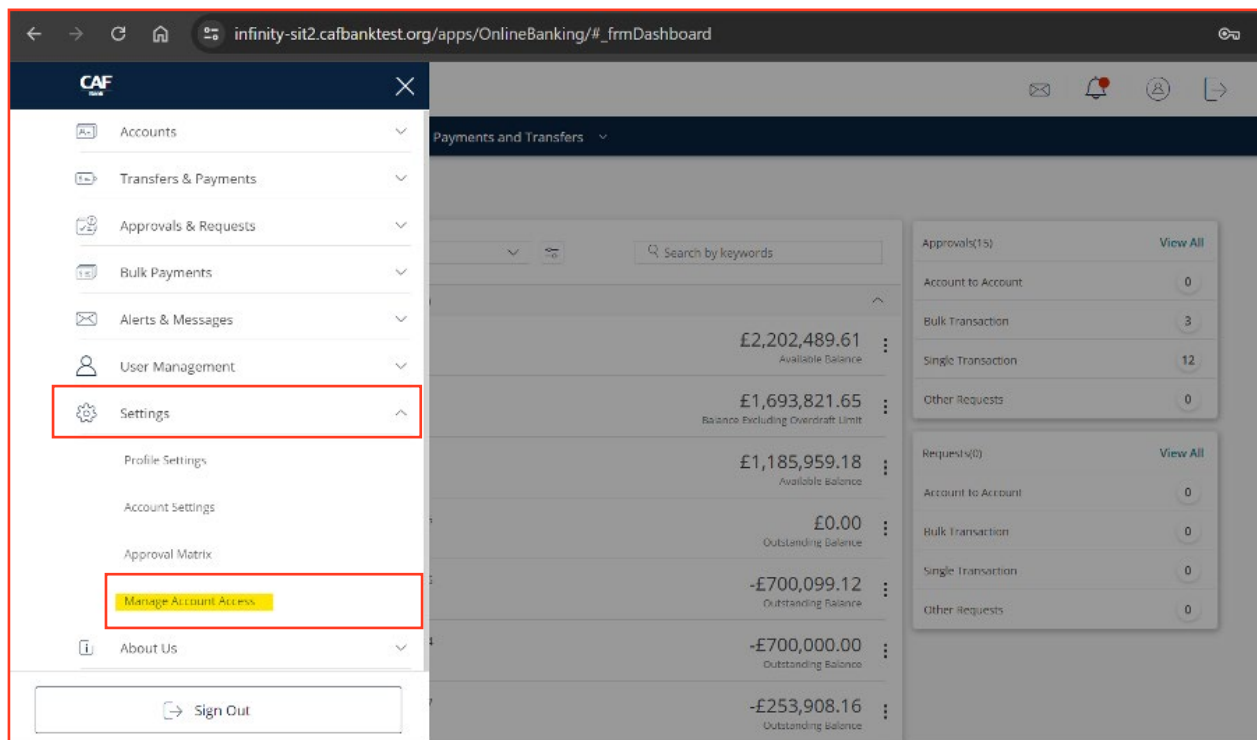 infinity-sit2.cafbanktest.org/apps/OnlineBanking/#_frmDashboard
CAF
BANK
Accounts
Transfers & Payments
Approvals & Requests
Bulk Payments
Alerts & Messages
User Management
Settings
Profile Settings
Account Settings
Approval Matrix
Manage Account Access
About Us
Sign Out
Payments and Transfers
Search by keywords
£2,202,489.61
Available Balance
£1,693,821.65
Balance Excluding Overdraft Limit
£1,185,959.18
Available Balance
£0.00
Outstanding Balance
-£700,099.12
Outstanding Balance
-£700,000.00
Outstanding Balance
-£253,908.16
Outstanding Balance
Approvals(15) View All
Account to Account 0
Bulk Transaction 3
Single Transaction 12
Other Requests 0
Requests(0) View All
Account to Account 0
Bulk Transaction 0
Single Transaction 0
Other Requests 0